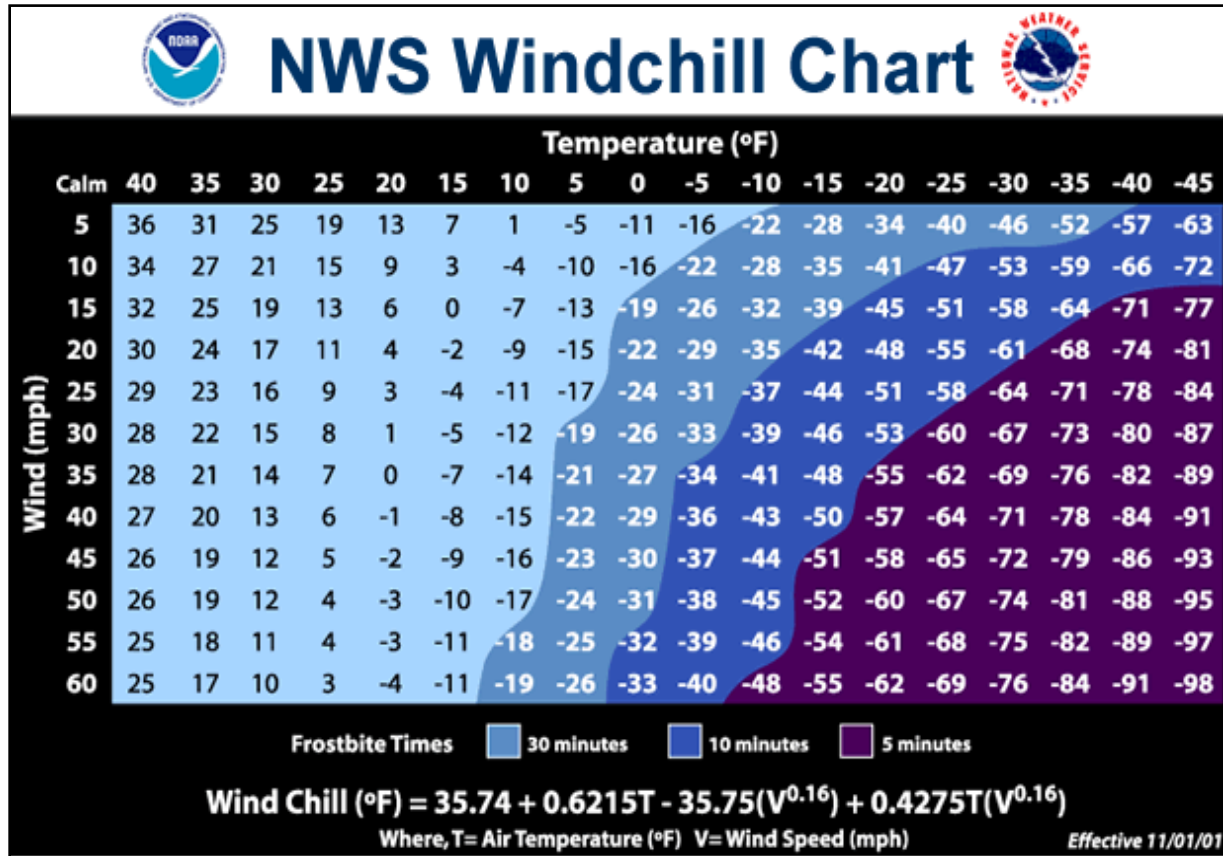 NOAA
NWS Windchill Chart
NATIONAL WEATHER SERVICE
Temperature (ºF)
Calm 40 35 30 25 20 15 10 5 0 -5 -10 -15 -20 -25 -30 -35 -40 -45
Wind (mph)
5 36 31 25 19 13 7 1 -5 -11 -16 -22 -28 -34 -40 -46 -52 -57 -63
10 34 27 21 15 9 3 -4 -10 -16 -22 -28 -35 -41 -47 -53 -59 -66 -72
15 32 25 19 13 6 0 -7 -13 -19 -26 -32 -39 -45 -51 -58 -64 -71 -77
20 30 24 17 11 4 -2 -9 -15 -22 -29 -35 -42 -48 -55 -61 -68 -74 -81
25 29 23 16 9 3 -4 -11 -17 -24 -31 -37 -44 -51 -58 -64 -71 -78 -84
30 28 22 15 8 1 -5 -12 -19 -26 -33 -39 -46 -53 -60 -67 -73 -80 -87
35 28 21 14 7 0 -7 -14 -21 -27 -34 -41 -48 -55 -62 -69 -76 -82 -89
40 27 20 13 6 -1 -8 -15 -22 -29 -36 -43 -50 -57 -64 -71 -78 -84 -91
45 26 19 12 5 -2 -9 -16 -23 -30 -37 -44 -51 -58 -65 -72 -79 -86 -93
50 26 19 12 4 -3 -10 -17 -24 -31 -38 -45 -52 -60 -67 -74 -81 -88 -95
55 25 18 11 4 -3 -11 -18 -25 -32 -39 -46 -54 -61 -68 -75 -82 -89 -97
60 25 17 10 3 -4 -11 -19 -26 -33 -40 -48 -55 -62 -69 -76 -84 -91 -98
Frostbite Times 30 minutes 10 minutes 5 minutes
Wind Chill (ºF) = 35.74 + 0.6215T - 35.75(V^0.16) + 0.4275T(V^0.16)
Where, T= Air Temperature (ºF) V= Wind Speed (mph) Effective 11/01/01